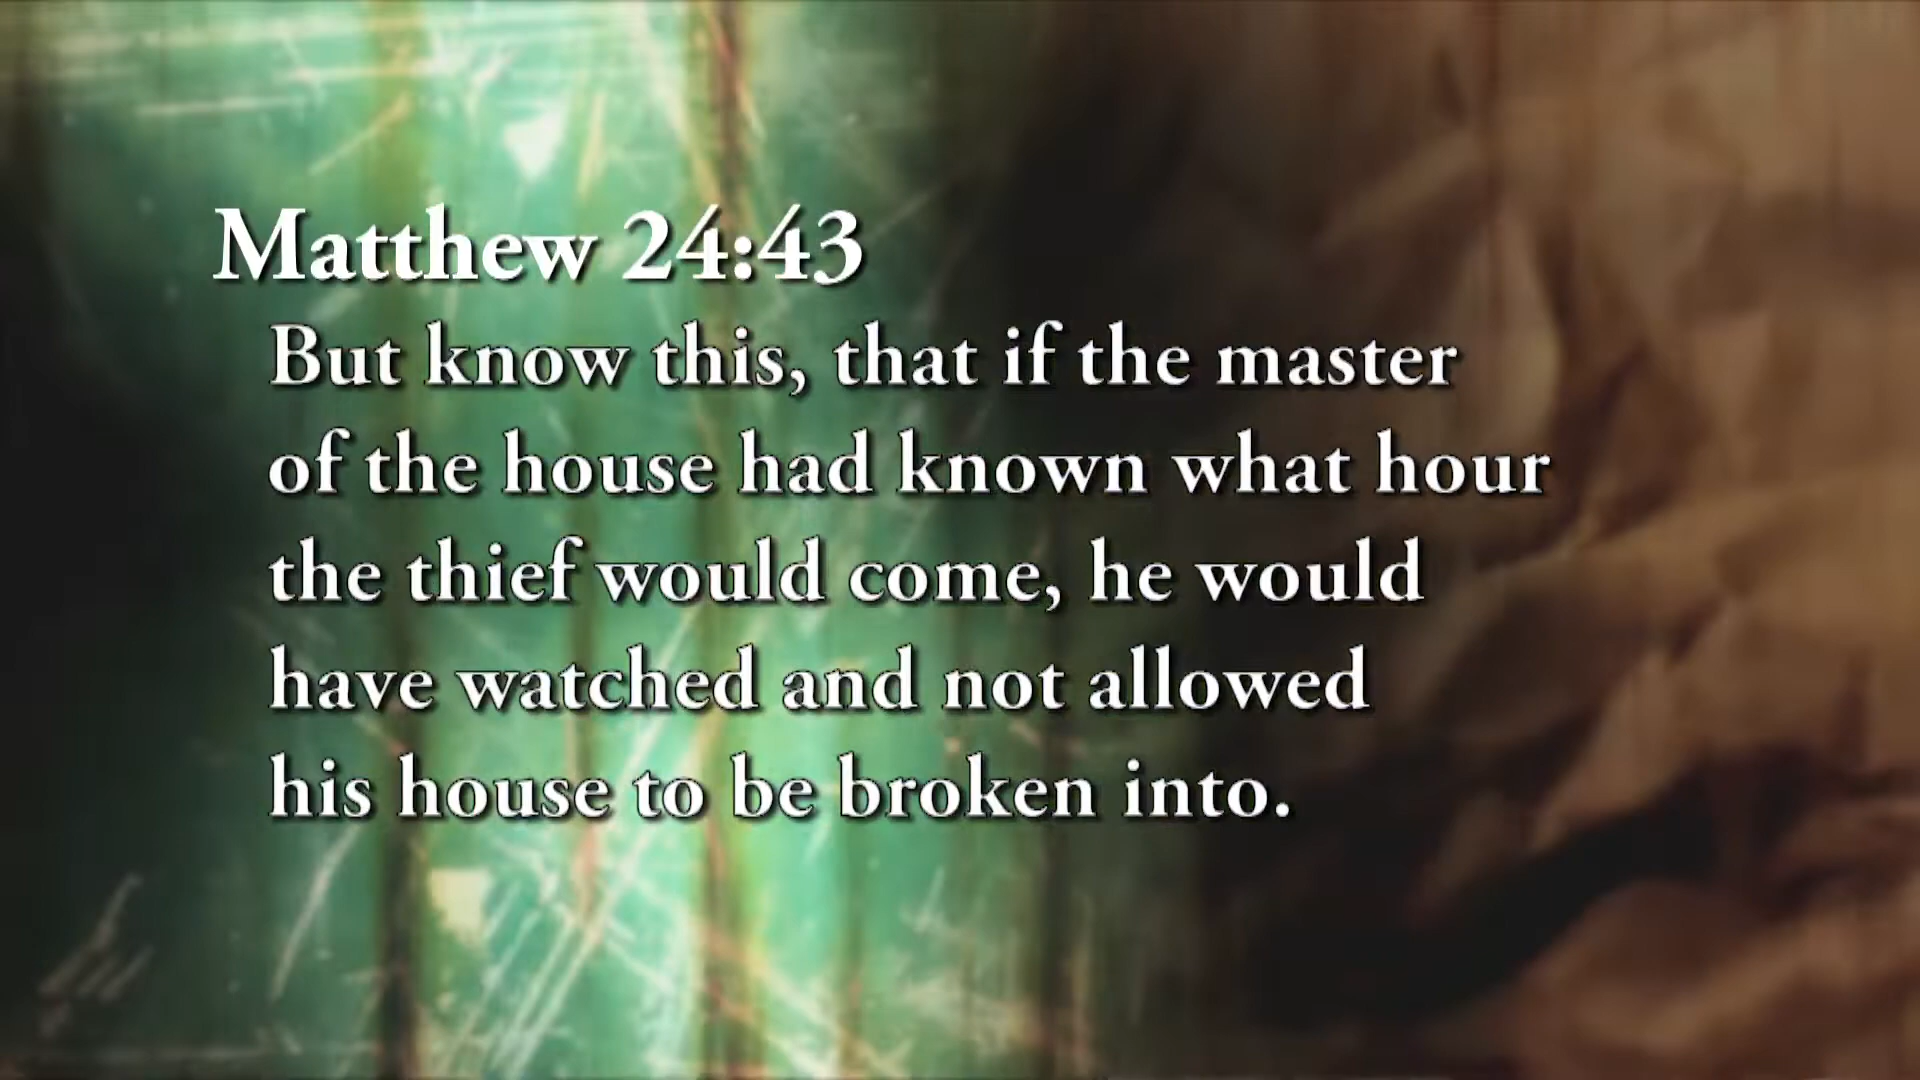 Matthew 24:43
But know this, that if the master
of the house had known what hour
the thief would come, he would
have watched and not allowed
his house to be broken into.